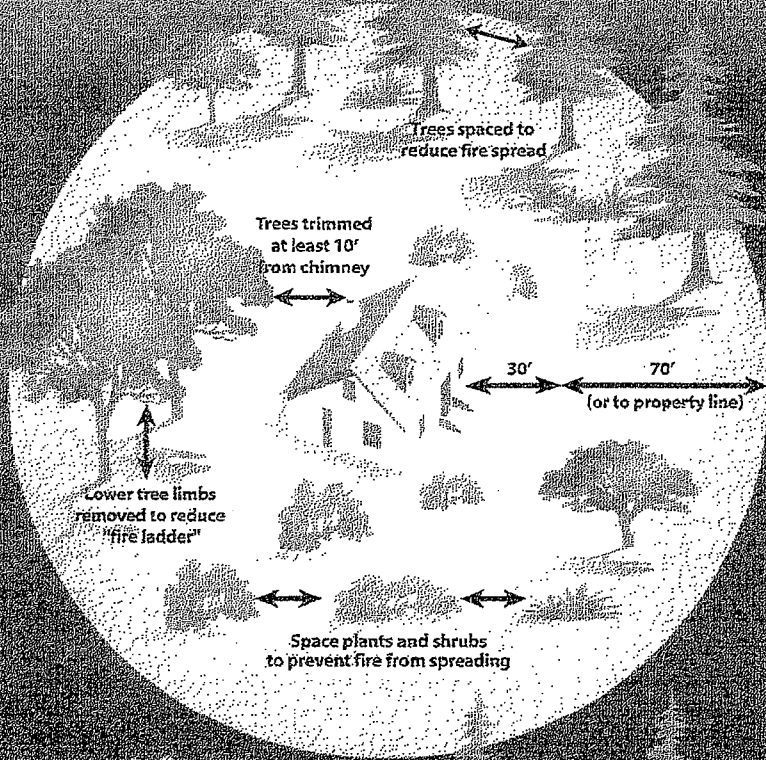 Trees spaced to
reduce fire spread
Trees trimmed
at least 10′
from chimney
30′
70′
(or to property line)
Lower tree limbs
removed to reduce
"fire ladder"
Space plants and shrubs
to prevent fire from spreading